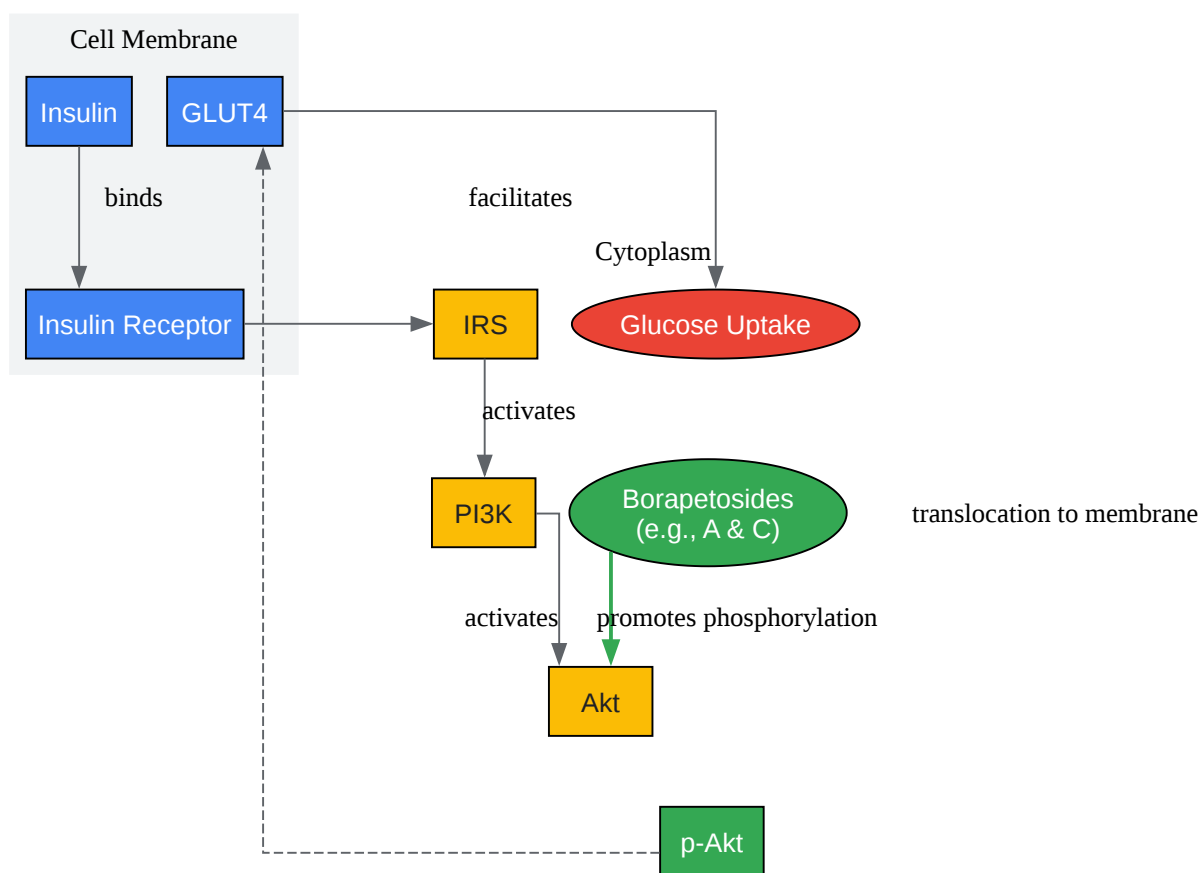 Cell Membrane
Insulin
GLUT4
binds
facilitates
Cytoplasm
Insulin Receptor
IRS
Glucose Uptake
activates
PI3K
Borapetosides
(e.g., A & C)
translocation to membrane
activates
promotes phosphorylation
Akt
p-Akt